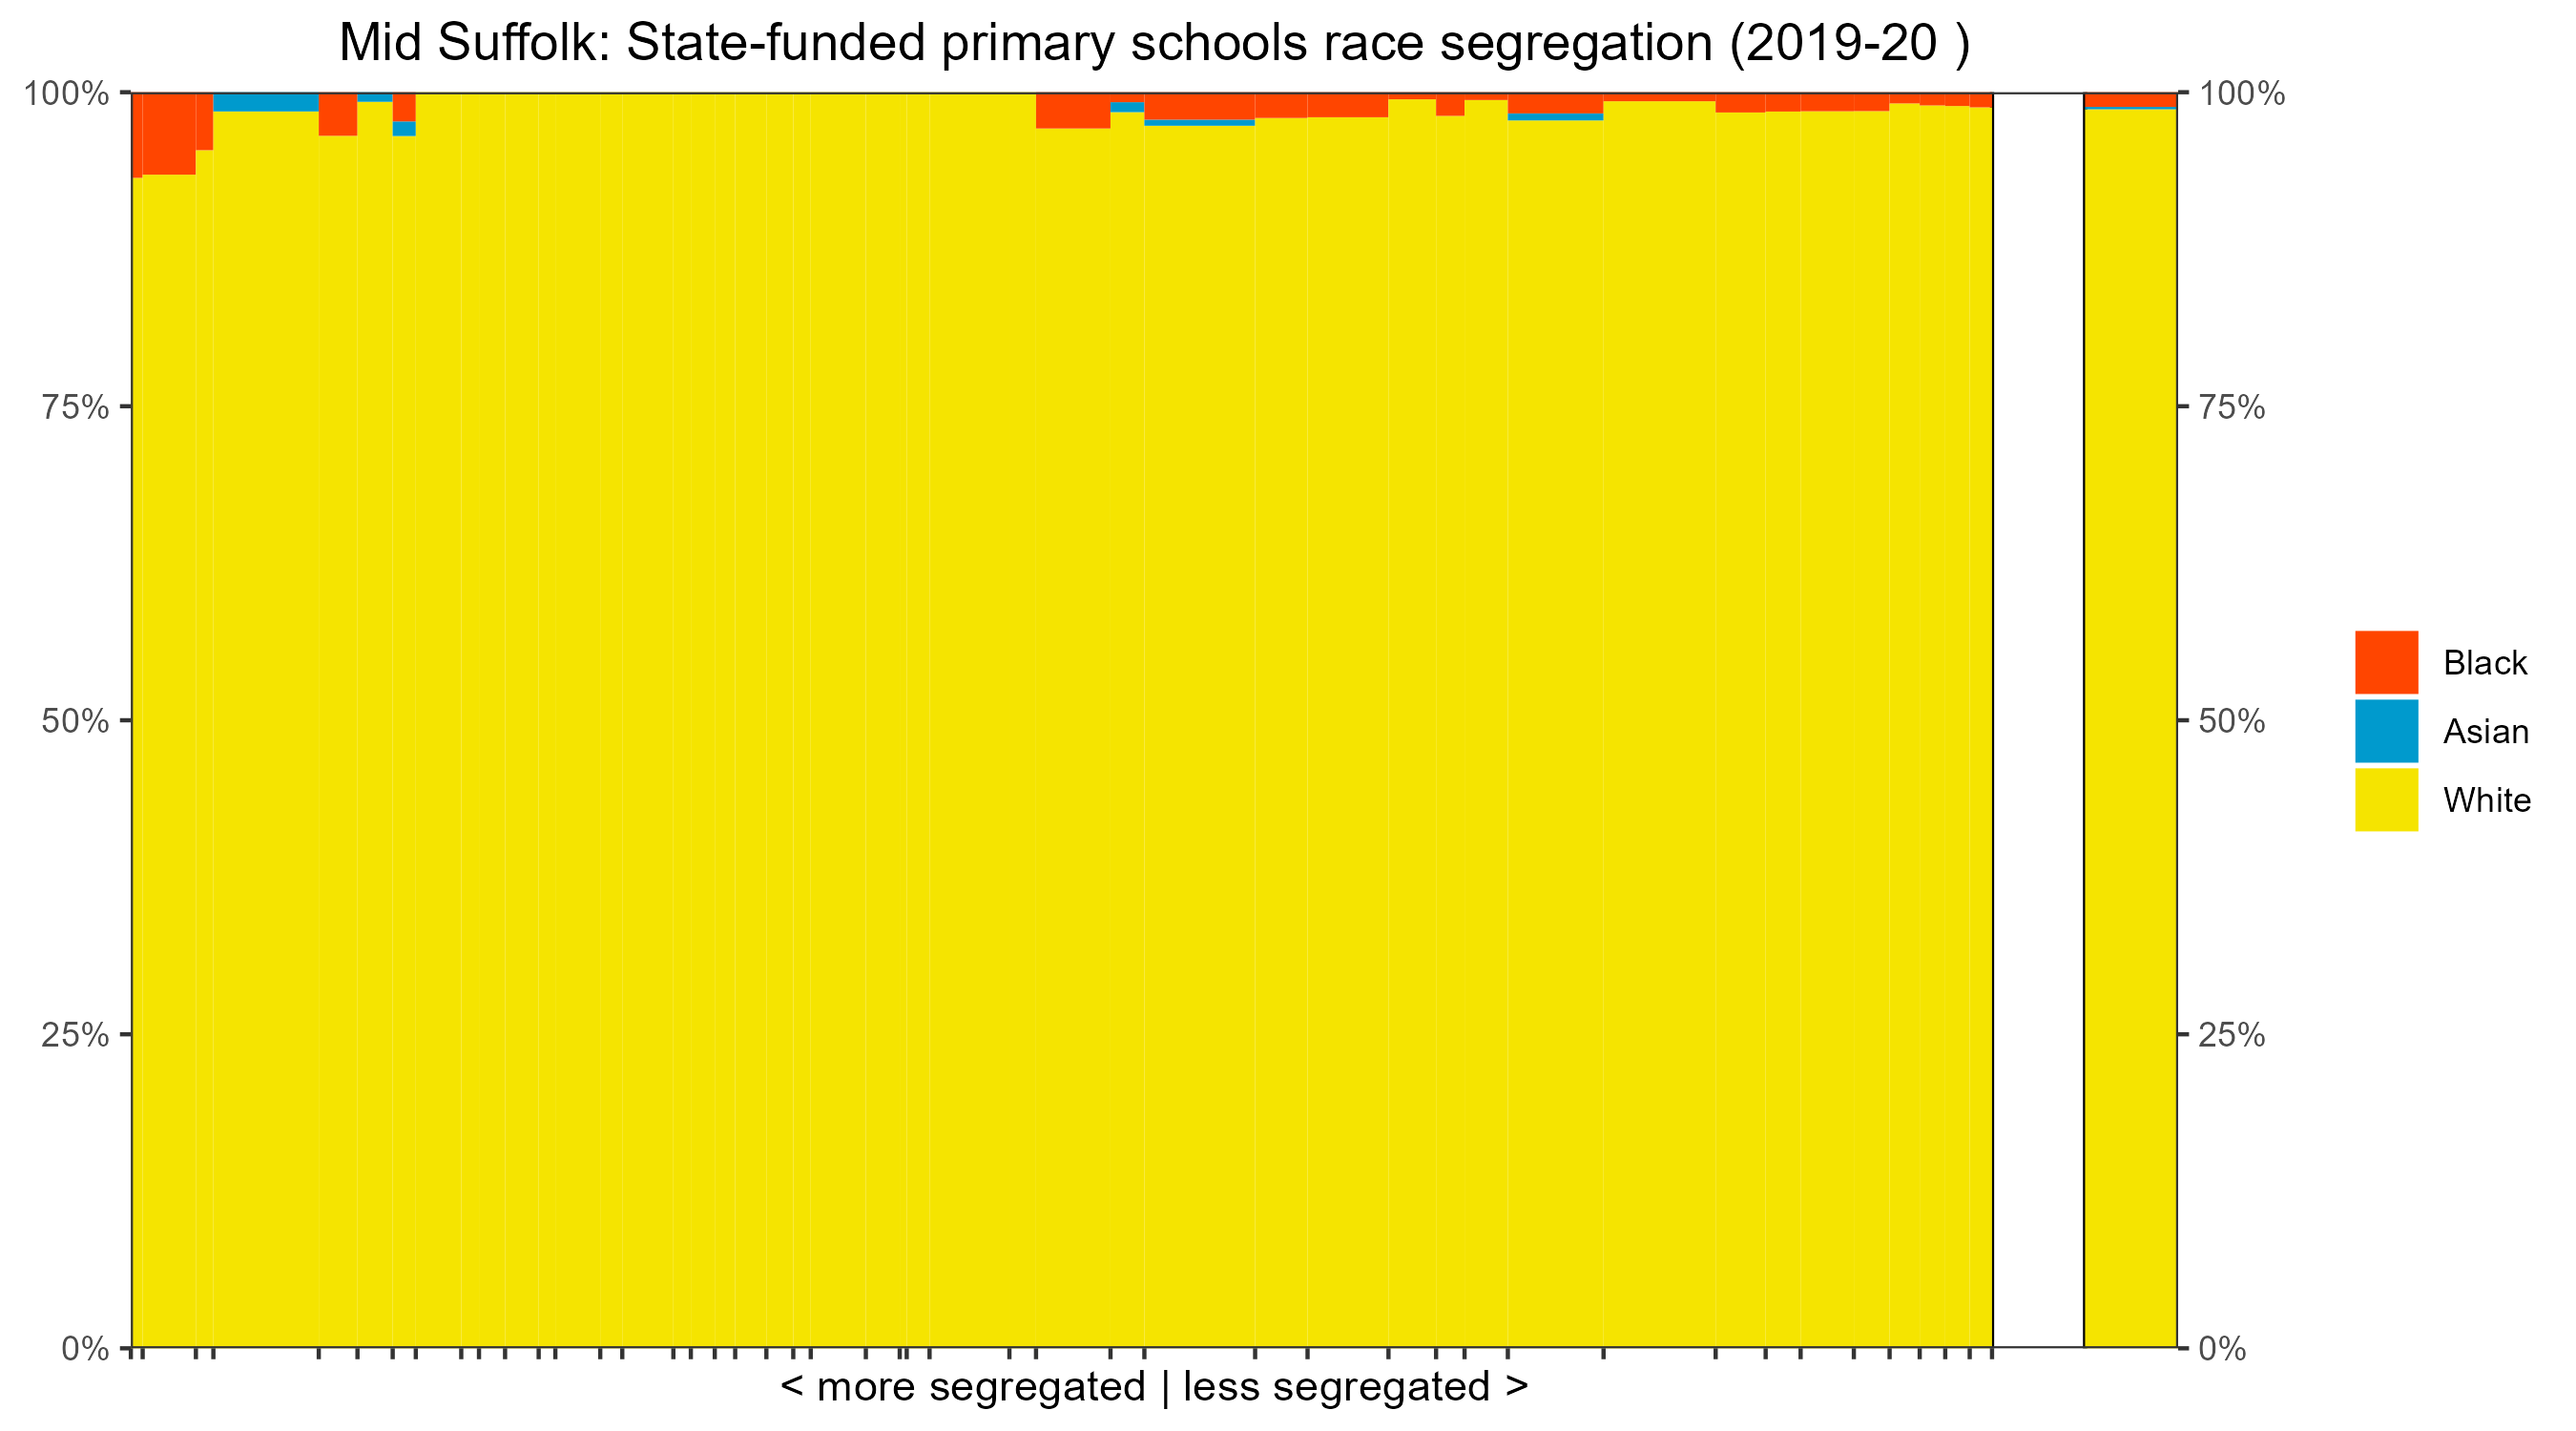 Mid Suffolk: State-funded primary schools race segregation (2019-20 )
100%
75%
50%
25%
0%
100%
75%
50%
25%
0%
Black
Asian
White
< more segregated | less segregated >